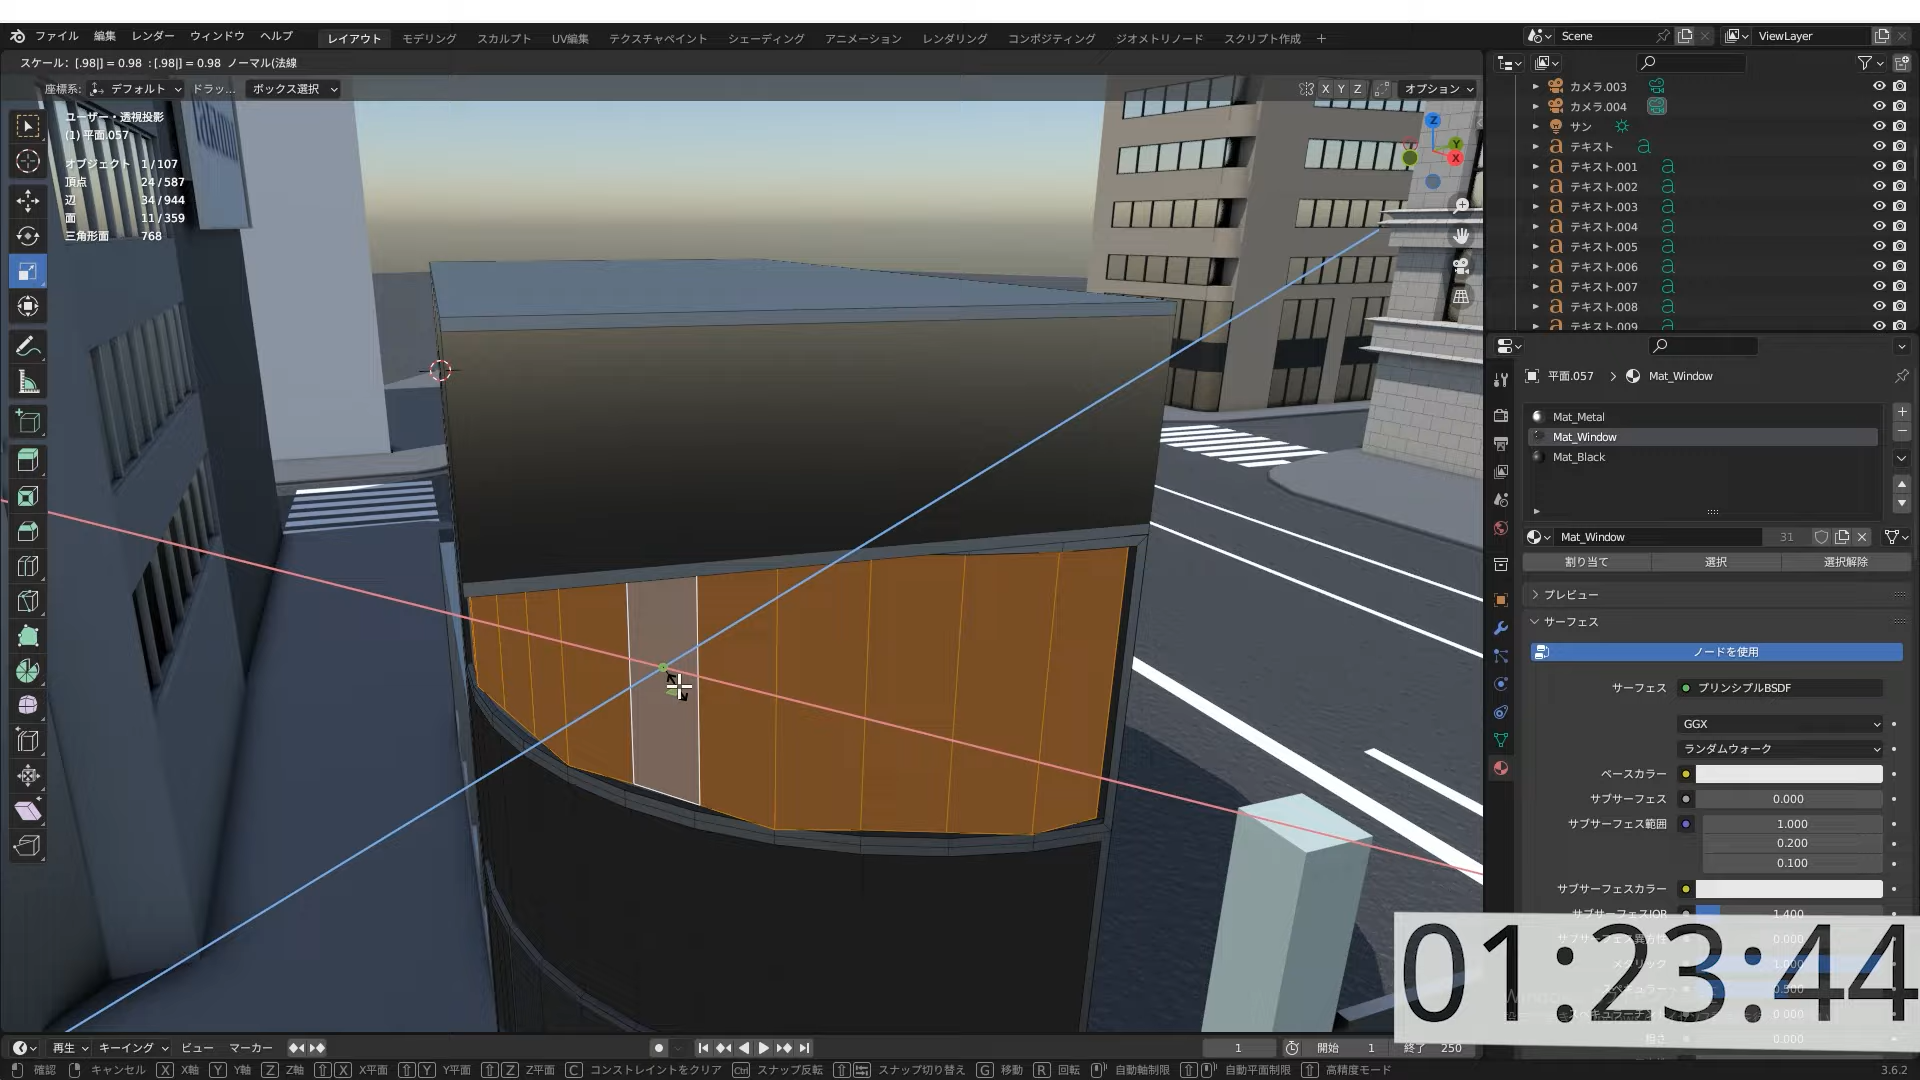 ファイル 編集 レンダー ウィンドウ ヘルプ レイアウト モデリング スカルプト UV編集 テクスチャペイント シェーディング アニメーション レンダリング コンポジティング ジオメトリノード スクリプト作成 + Scene ViewLayer
スケール: [.98|] = 0.98 : [.98|] = 0.98 ノーマル(法線
座標系: デフォルト ドラッ... ボックス選択 X Y Z オプション
ユーザー・透視投影
(1) 平面.057
オブジェクト 1/107
頂点 24/587
辺 34/944
面 11/359
三角形面 768
Z
Y
X
カメラ.003
カメラ.004
サン
テキスト
テキスト.001
テキスト.002
テキスト.003
テキスト.004
テキスト.005
テキスト.006
テキスト.007
テキスト.008
テキスト.009
平面.057 > Mat_Window
Mat_Metal
Mat_Window
Mat_Black
Mat_Window 31
割り当て 選択 選択解除
プレビュー
サーフェス
ノードを使用
サーフェス プリンシプルBSDF
GGX
ランダムウォーク
ベースカラー
サブサーフェス 0.000
サブサーフェス範囲 1.000
0.200
0.100
サブサーフェスカラー
サブサーフェスIOR 1.400
サブサーフェス異方性 0.000
メタリック 1.000
スペキュラー 0.500
0.000
粗さ 0.000
01:23:44
再生 キーイング ビュー マーカー 1 開始 1 終了 250
確認 キャンセル X X軸 Y Y軸 Z Z軸 X X平面 Y Y平面 Z Z平面 C コンストレイントをクリア Ctrl スナップ反転 スナップ切り替え G 移動 R 回転 自動軸制限 自動平面制限 高精度モード 3.6.2